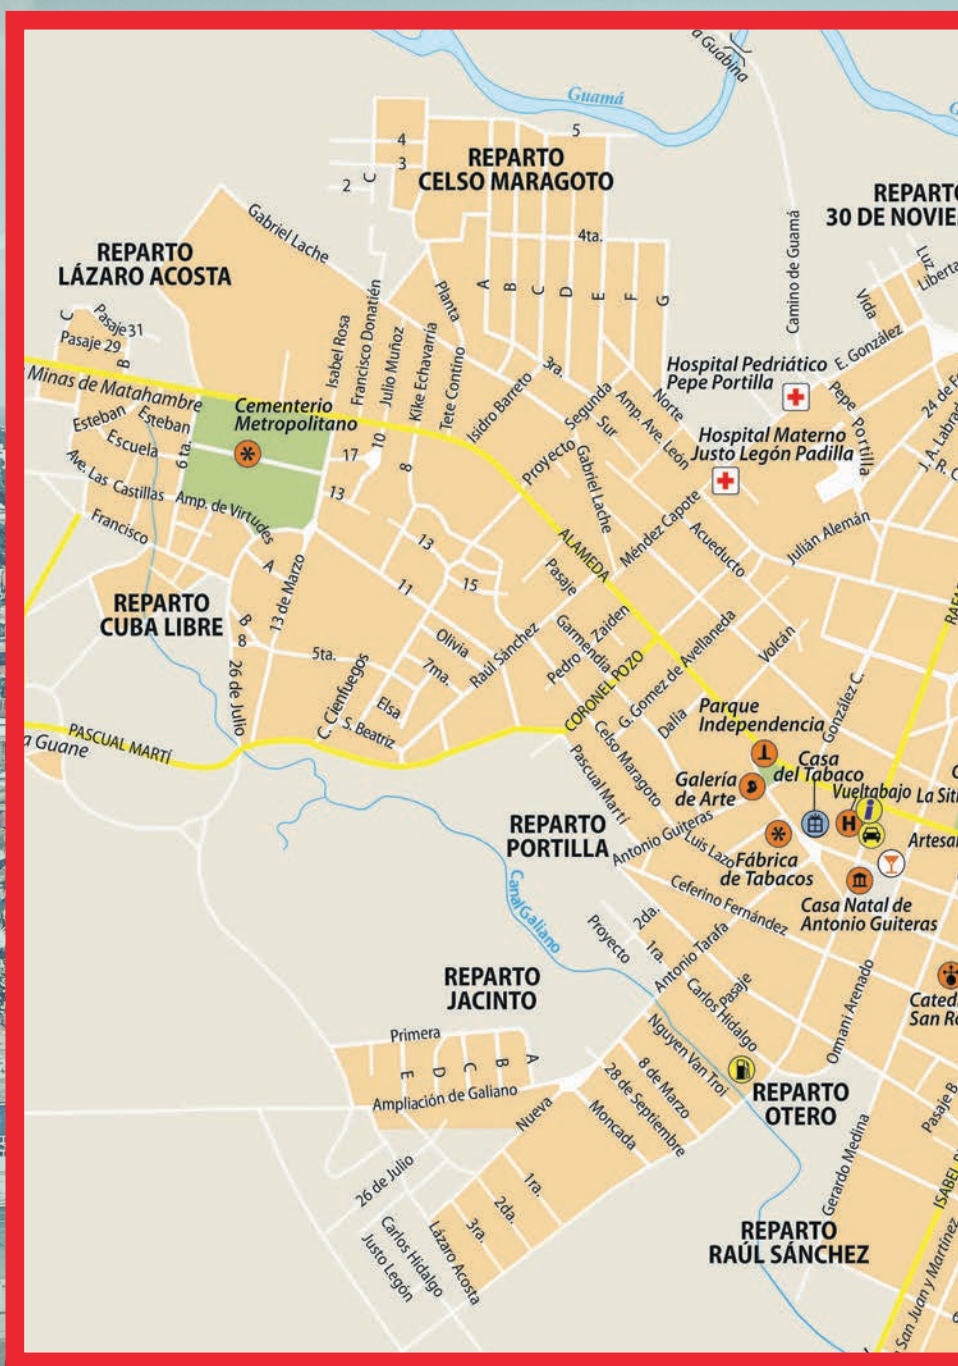 a Guabina
Guamá
REPARTO
CELSO MARAGOTO
5
4
3
2
C
REPARTO
30 DE NOVIE
Luz
Liberta
Vida
Camino de Guamá
Gabriel Lache
4ta.
REPARTO
LÁZARO ACOSTA
A
B
C
D
E
F
G
Planta
C
Pasaje 31
Pasaje 29
B
Isabel Rosa
Francisco Donatién
Julio Muñoz
Kike Echavarría
Tete Contino
Isidro Barreto
3ra.
Segunda
Sur
Amp. Ave. León
Norte
E. González
Hospital Pedriático
Pepe Portilla
Pepe Portilla
24 de F
J. A. Labrad
R. C
Minas de Matahambre
Cementerio
Metropolitano
Esteban
Esteban
Escuela
6 ta.
Ave. Las Castillas
Amp. de Virtudes
Francisco
17
10
8
13
13
15
11
Proyecto
Gabriel Lache
Hospital Materno
Justo Legón Padilla
Méndez Capote
Acueducto
Julián Alemán
ALAMEDA
Pasaje
A
13 de Marzo
REPARTO
CUBA LIBRE
B
8
26 de Julio
5ta.
C. Cienfuegos
S. Beatriz
Elsa
7ma.
Olivia
Raúl Sánchez
Garmendia
Pedro Zaiden
CORONEL POZO
G. Gomez de Avellaneda
Dalia
Volcán
RAFA
González C.
PASCUAL MARTÍ
a Guane
Celso Maragoto
Pascual Martí
Parque
Independencia
Casa
del Tabaco
Galería
de Arte
Vueltabajo
La Siti
H
i
Artesa
REPARTO
PORTILLA
Antonio Guiteras
Luis Lazo
Fábrica
de Tabacos
Ceferino Fernández
Casa Natal de
Antonio Guiteras
Canal Galiano
Proyecto
2da.
1ra.
Antonio Tarafa
Pasaje
Carlos Hidalgo
Ormani Arenado
Cated
San Ro
REPARTO
JACINTO
Primera
A
B
C
D
E
Ampliación de Galiano
Nguyen Van Troi
8 de Marzo
28 de Septiembre
Moncada
Nueva
REPARTO
OTERO
Pasaje B
Gerardo Medina
26 de Julio
1ra.
2da.
3ra.
Lázaro Acosta
Carlos Hidalgo
Justo Legón
REPARTO
RAÚL SÁNCHEZ
ISABEL
San Juan y Martínez